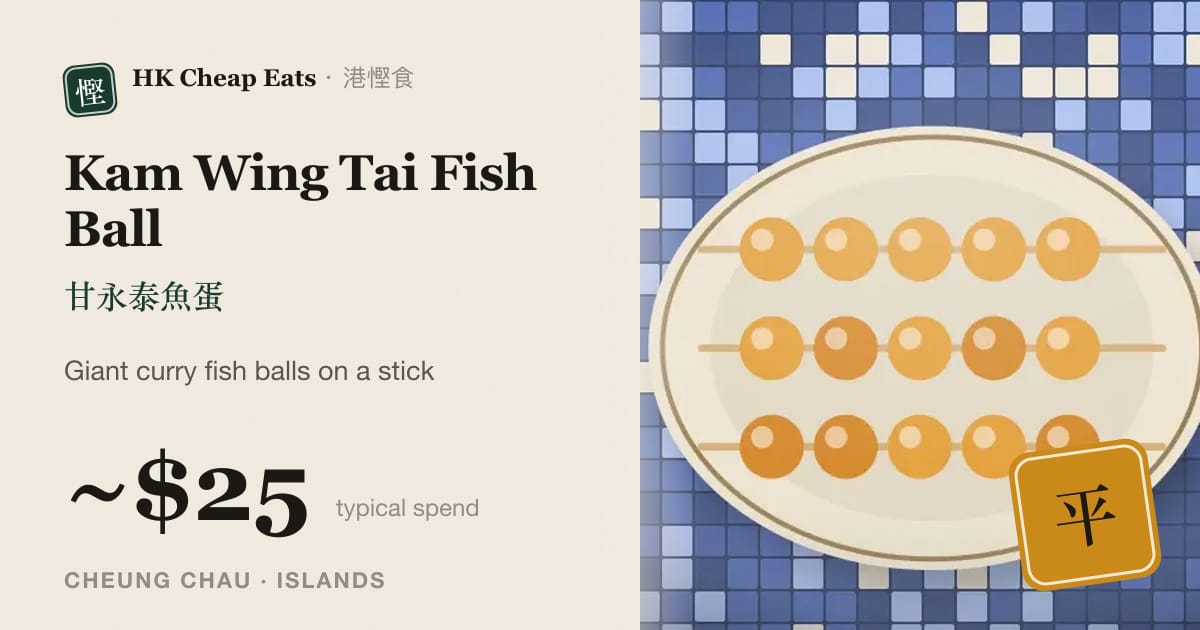 慳
HK Cheap Eats · 港慳食
Kam Wing Tai Fish
Ball
甘永泰魚蛋
Giant curry fish balls on a stick
~$25 typical spend
CHEUNG CHAU · ISLANDS
平